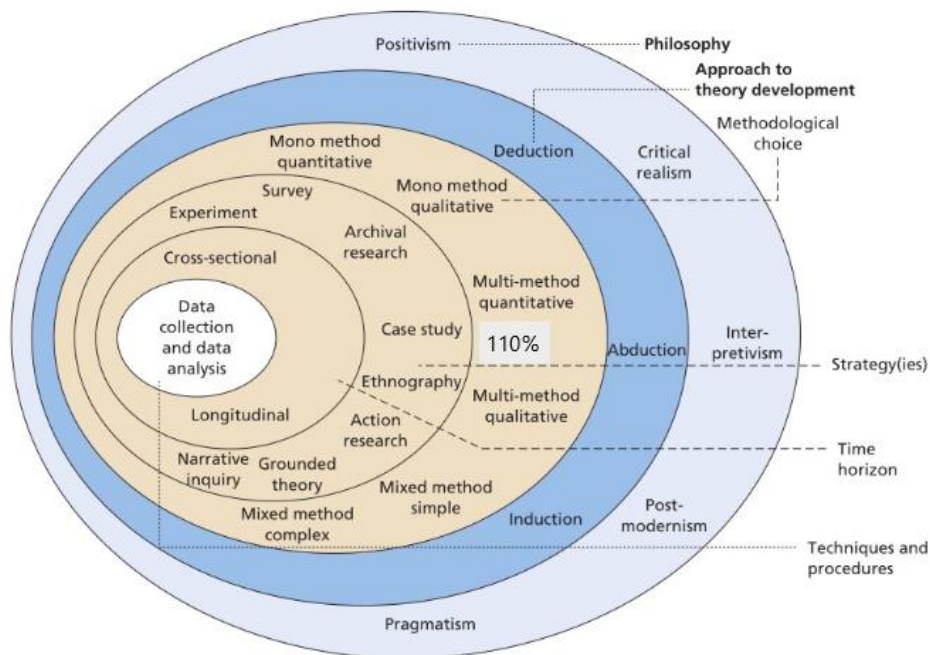 Positivism
Philosophy
Approach to
theory development
Methodological
choice
Mono method
quantitative
Deduction
Critical
realism
Survey
Mono method
qualitative
Experiment
Archival
research
Cross-sectional
Multi-method
quantitative
Data
collection
and data
analysis
Case study
110%
Abduction
Inter-
pretivism
Strategy(ies)
Ethnography
Multi-method
qualitative
Longitudinal
Action
research
Time
horizon
Narrative
inquiry
Grounded
theory
Mixed method
simple
Mixed method
complex
Induction
Post-
modernism
Techniques and
procedures
Pragmatism